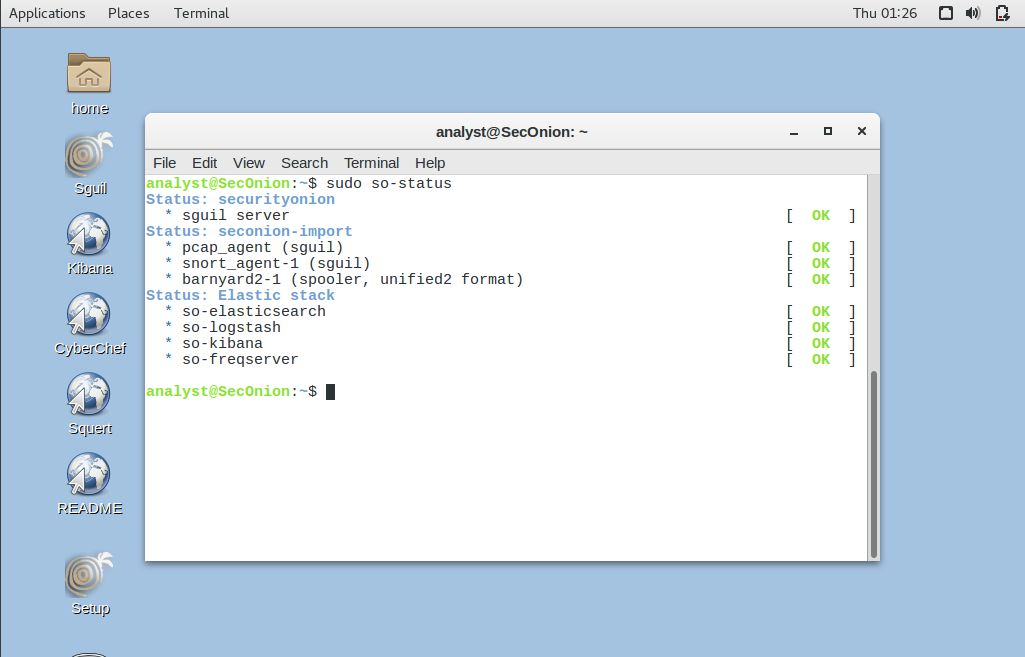 Applications Places Terminal Thu 01:26
home
Sguil
Kibana
CyberChef
Squert
README
Setup
analyst@SecOnion: ~
File Edit View Search Terminal Help
analyst@SecOnion:~$ sudo so-status
Status: securityonion
  * sguil server [ OK ]
Status: seconion-import
  * pcap_agent (sguil) [ OK ]
  * snort_agent-1 (sguil) [ OK ]
  * barnyard2-1 (spooler, unified2 format) [ OK ]
Status: Elastic stack
  * so-elasticsearch [ OK ]
  * so-logstash [ OK ]
  * so-kibana [ OK ]
  * so-freqserver [ OK ]
analyst@SecOnion:~$